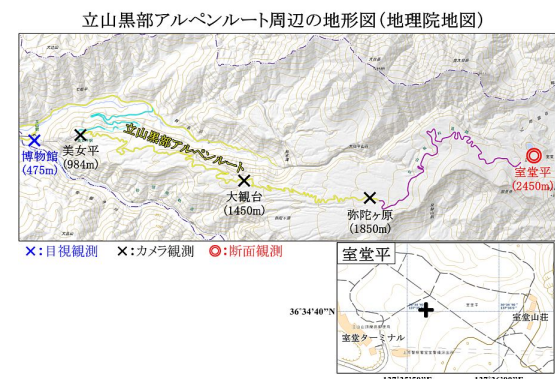 立山黒部アルペンルート周辺の地形図(地理院地図)
立山黒部アルペンルート
博物館
(475m)
美女平
(984m)
大観台
(1450m)
弥陀ヶ原
(1850m)
室堂平
(2450m)
×:目視観測 ×:カメラ観測 ◎:断面観測
室堂平
36°34'40"N
室堂山荘
室堂ターミナル